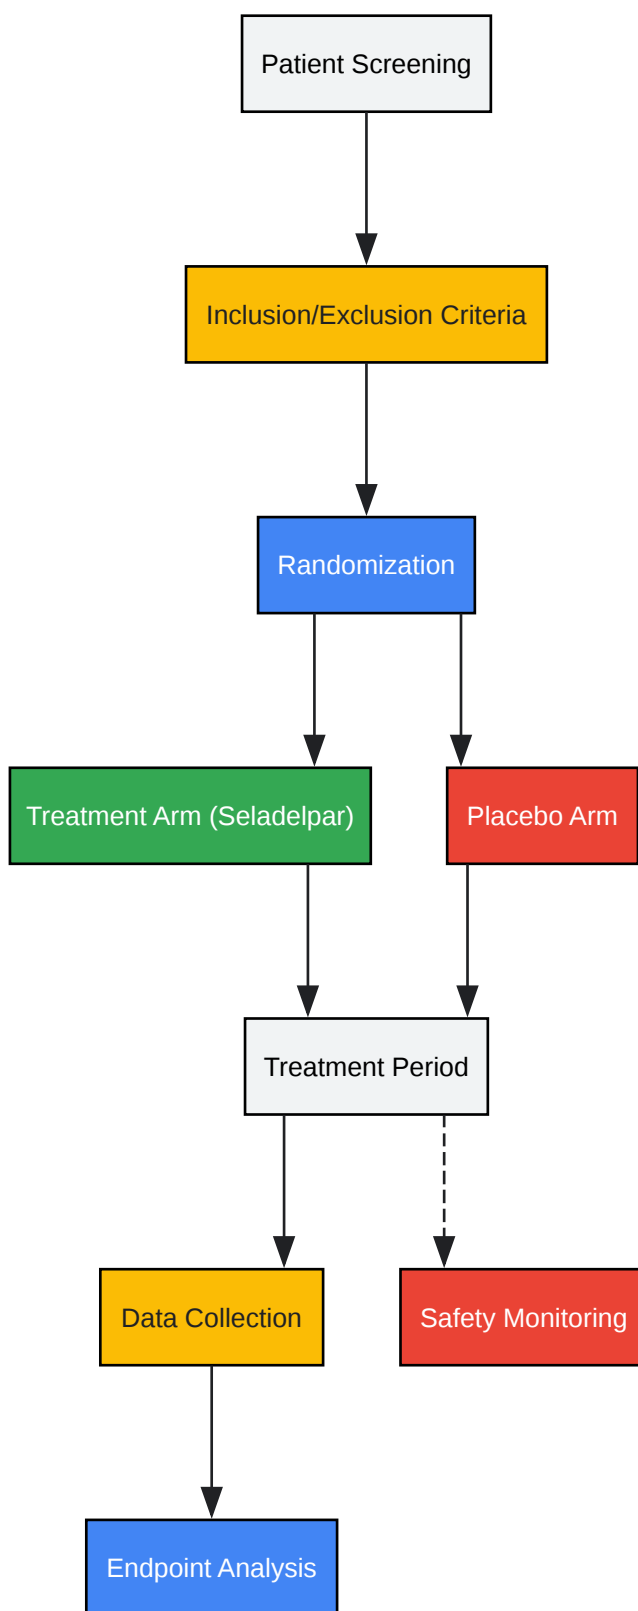 Patient Screening
Inclusion/Exclusion Criteria
Randomization
Treatment Arm (Seladelpar)
Placebo Arm
Treatment Period
Data Collection
Safety Monitoring
Endpoint Analysis